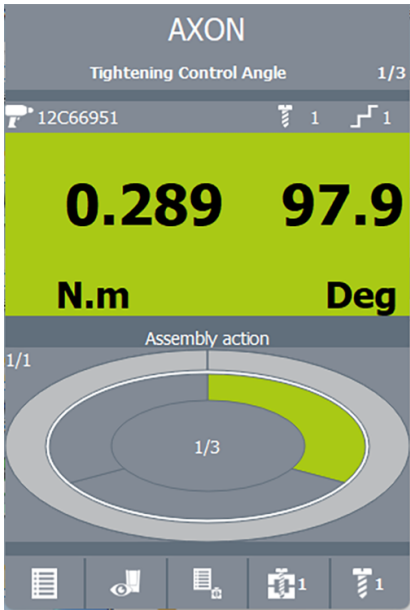 AXON
Tightening Control Angle 1/3
12C66951 1 1
0.289 97.9
N.m Deg
Assembly action
1/1
1/3
1 1